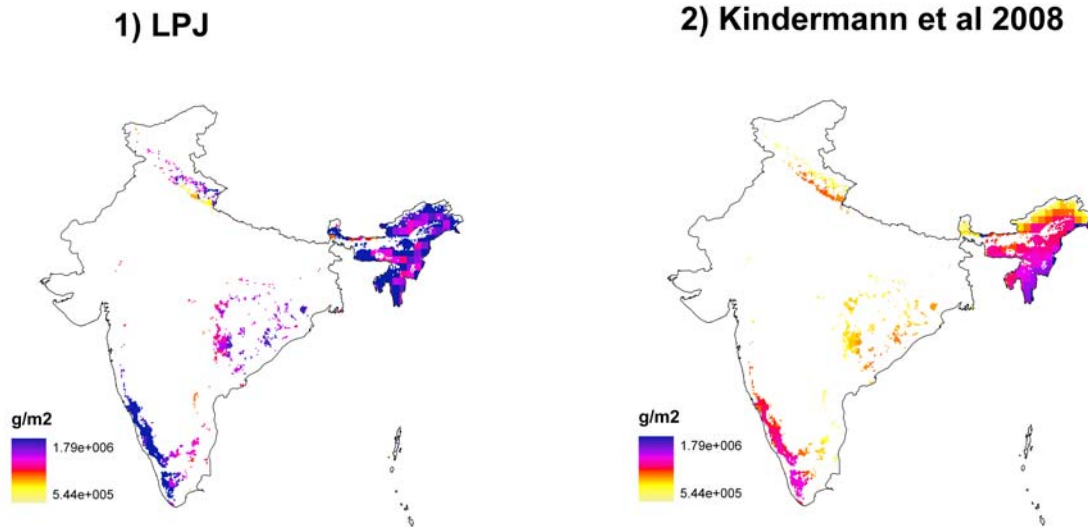 1) LPJ
2) Kindermann et al 2008
g/m2
1.79e+006
5.44e+005
g/m2
1.79e+006
5.44e+005